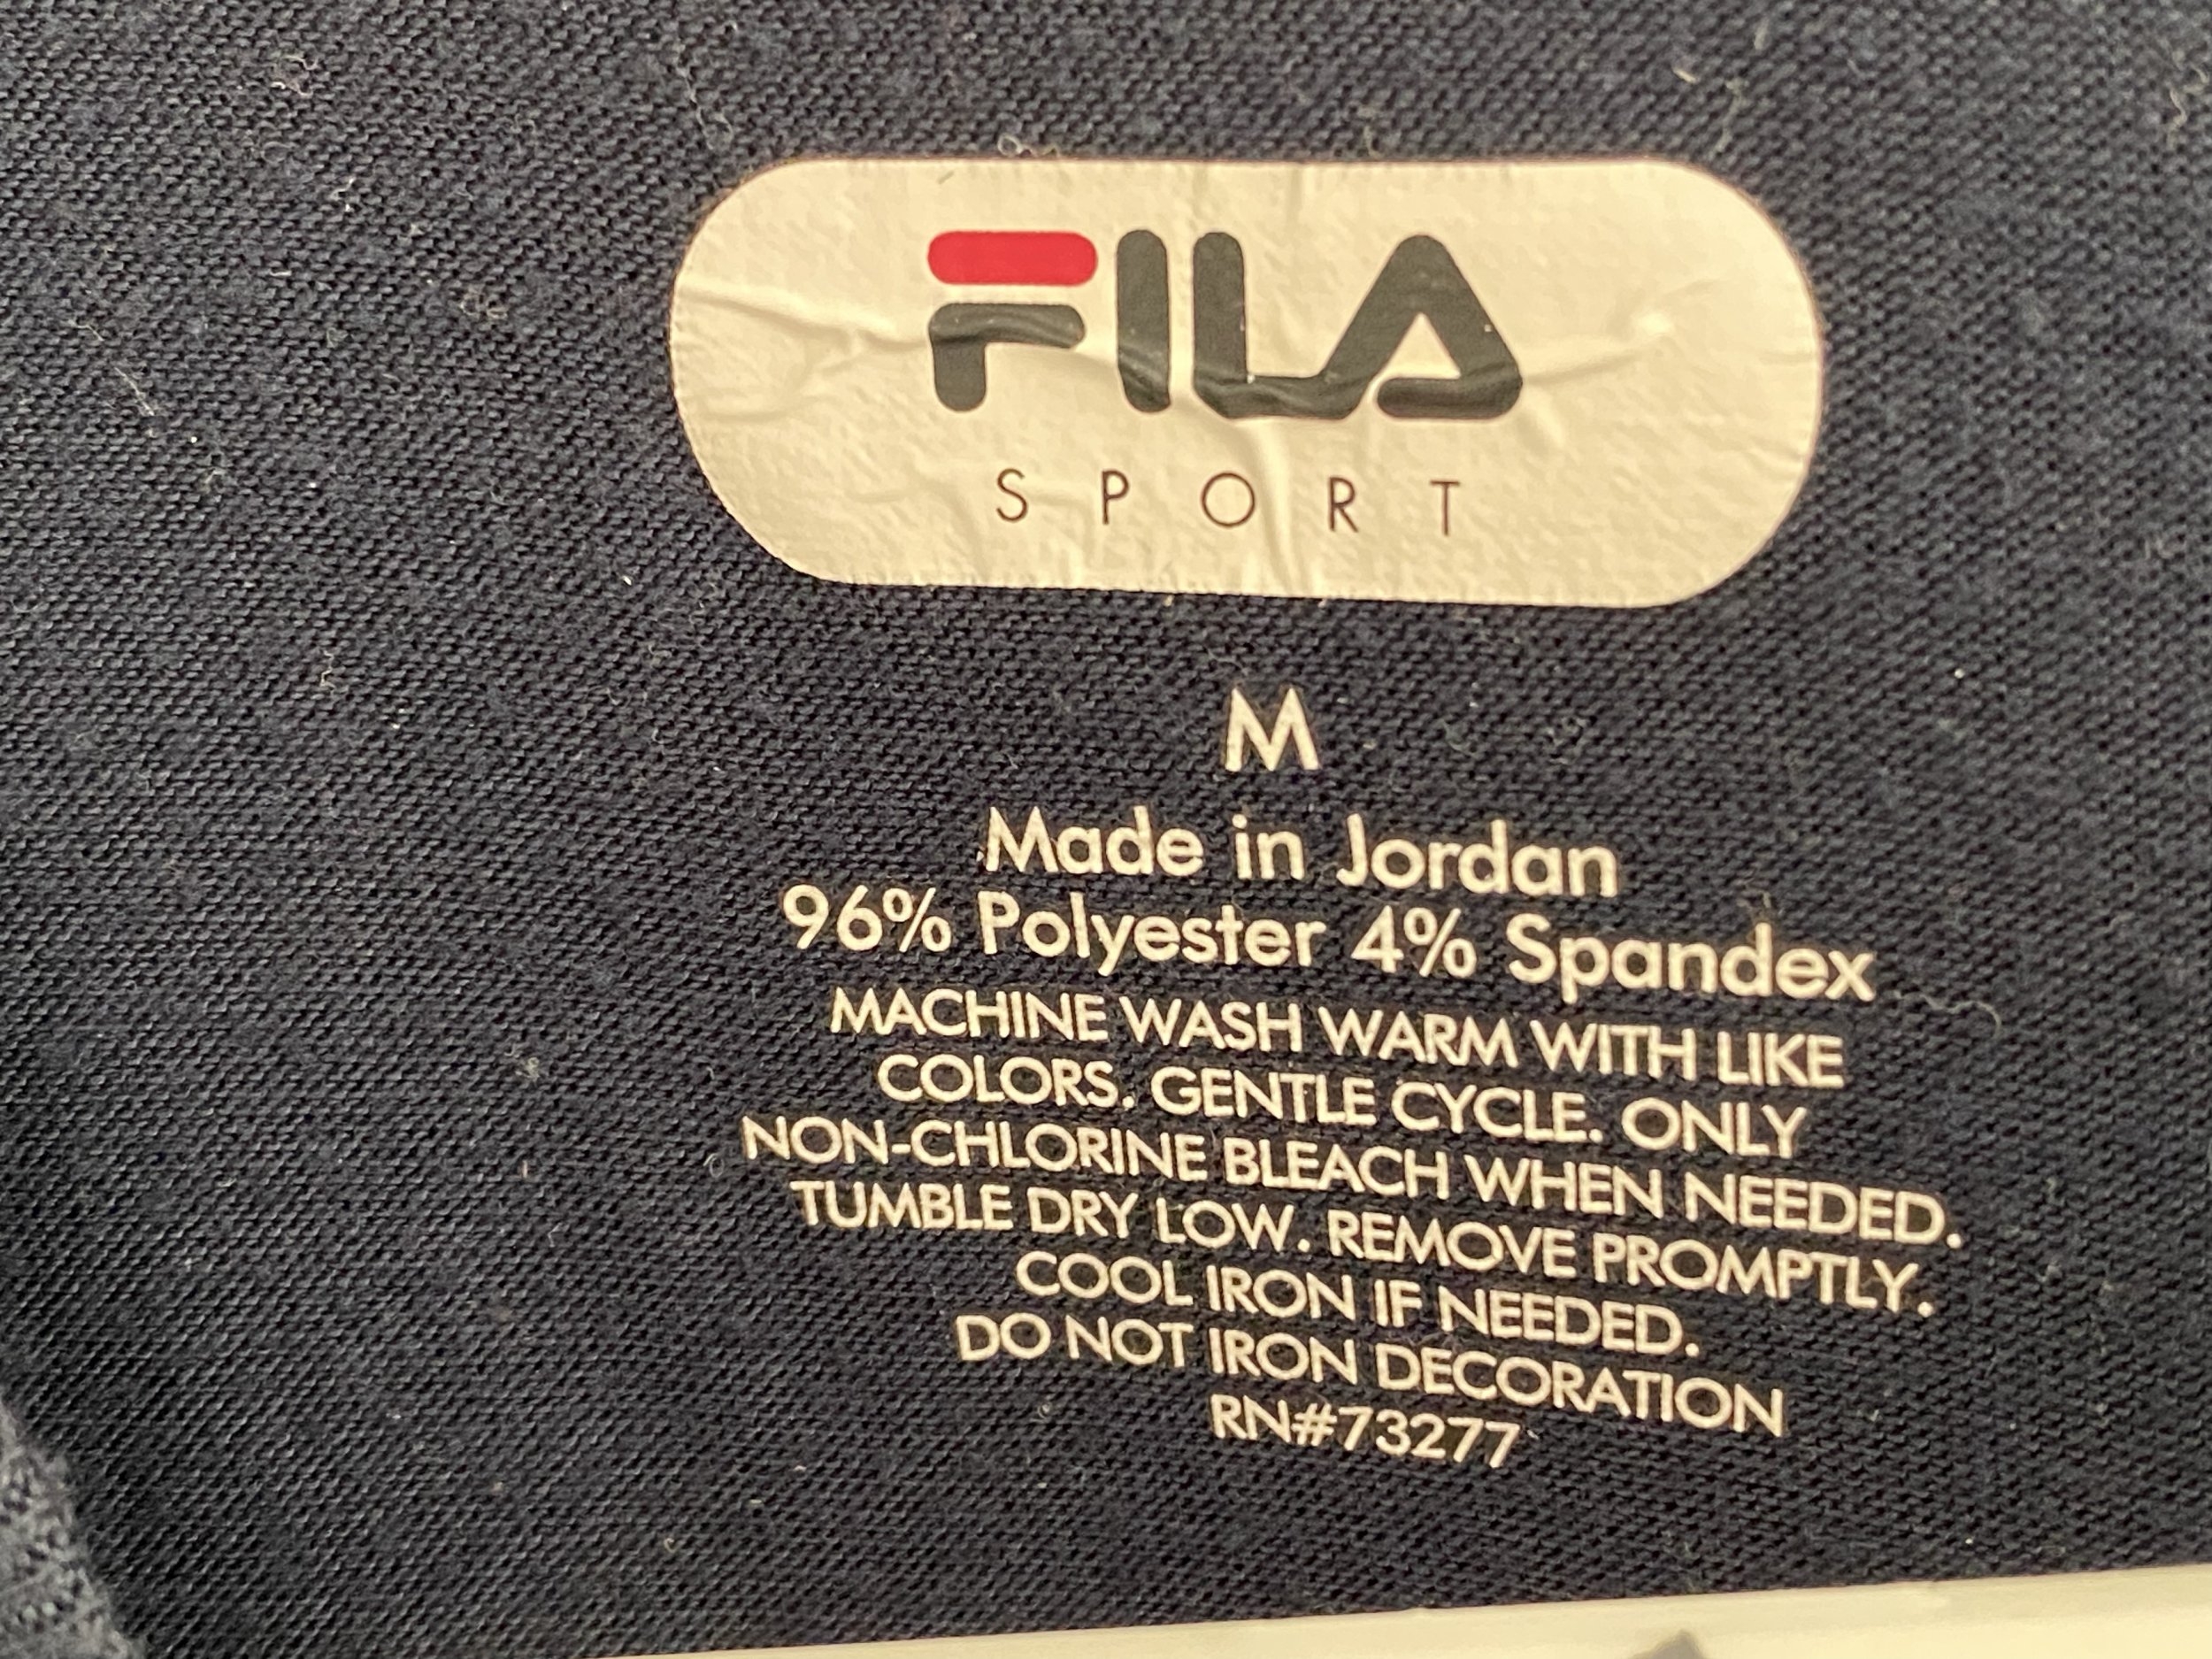 FILA
SPORT
M
Made in Jordan
96% Polyester 4% Spandex
MACHINE WASH WARM WITH LIKE
COLORS. GENTLE CYCLE. ONLY
NON-CHLORINE BLEACH WHEN NEEDED.
TUMBLE DRY LOW. REMOVE PROMPTLY.
COOL IRON IF NEEDED.
DO NOT IRON DECORATION
RN#73277